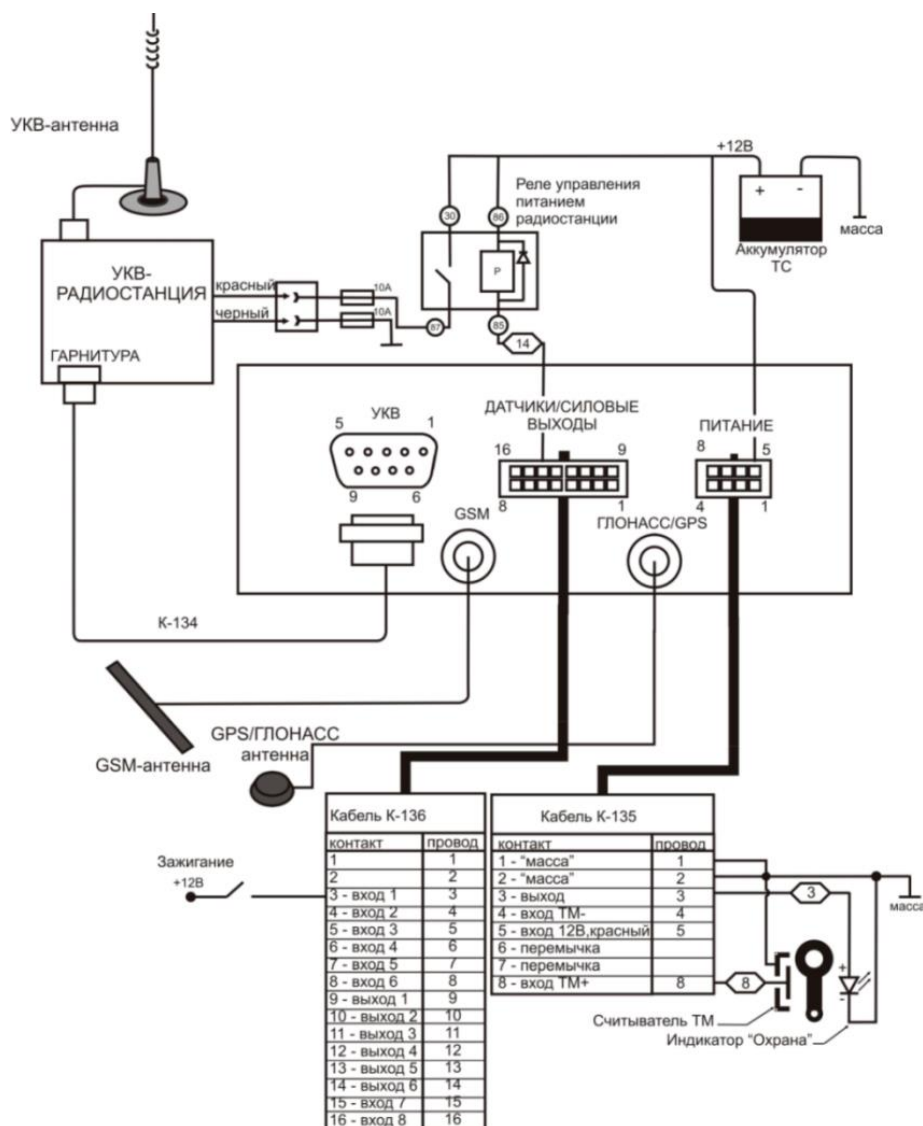 УКВ-антенна
+12В
+ -
масса
Аккумулятор
ТС
Реле управления
питанием
радиостанции
30
86
Р
87
85
14
УКВ-
РАДИОСТАНЦИЯ
красный
черный
10А
10А
ГАРНИТУРА
УКВ
5 1
9 6
GSM
ДАТЧИКИ/СИЛОВЫЕ
ВЫХОДЫ
16 9
8 1
ГЛОНАСС/GPS
ПИТАНИЕ
8 5
4 1
К-134
GSM-антенна
GPS/ГЛОНАСС
антенна
Зажигание
+12В
Кабель К-136
контакт провод
1 1
2 2
3 - вход 1 3
4 - вход 2 4
5 - вход 3 5
6 - вход 4 6
7 - вход 5 7
8 - вход 6 8
9 - выход 1 9
10 - выход 2 10
11 - выход 3 11
12 - выход 4 12
13 - выход 5 13
14 - выход 6 14
15 - вход 7 15
16 - вход 8 16
Кабель К-135
контакт провод
1 - “масса” 1
2 - “масса” 2
3 - выход 3
4 - вход ТМ- 4
5 - вход 12В,красный 5
6 - перемычка
7 - перемычка
8 - вход ТМ+ 8
3
масса
8
+
-
Считыватель ТМ
Индикатор “Охрана”